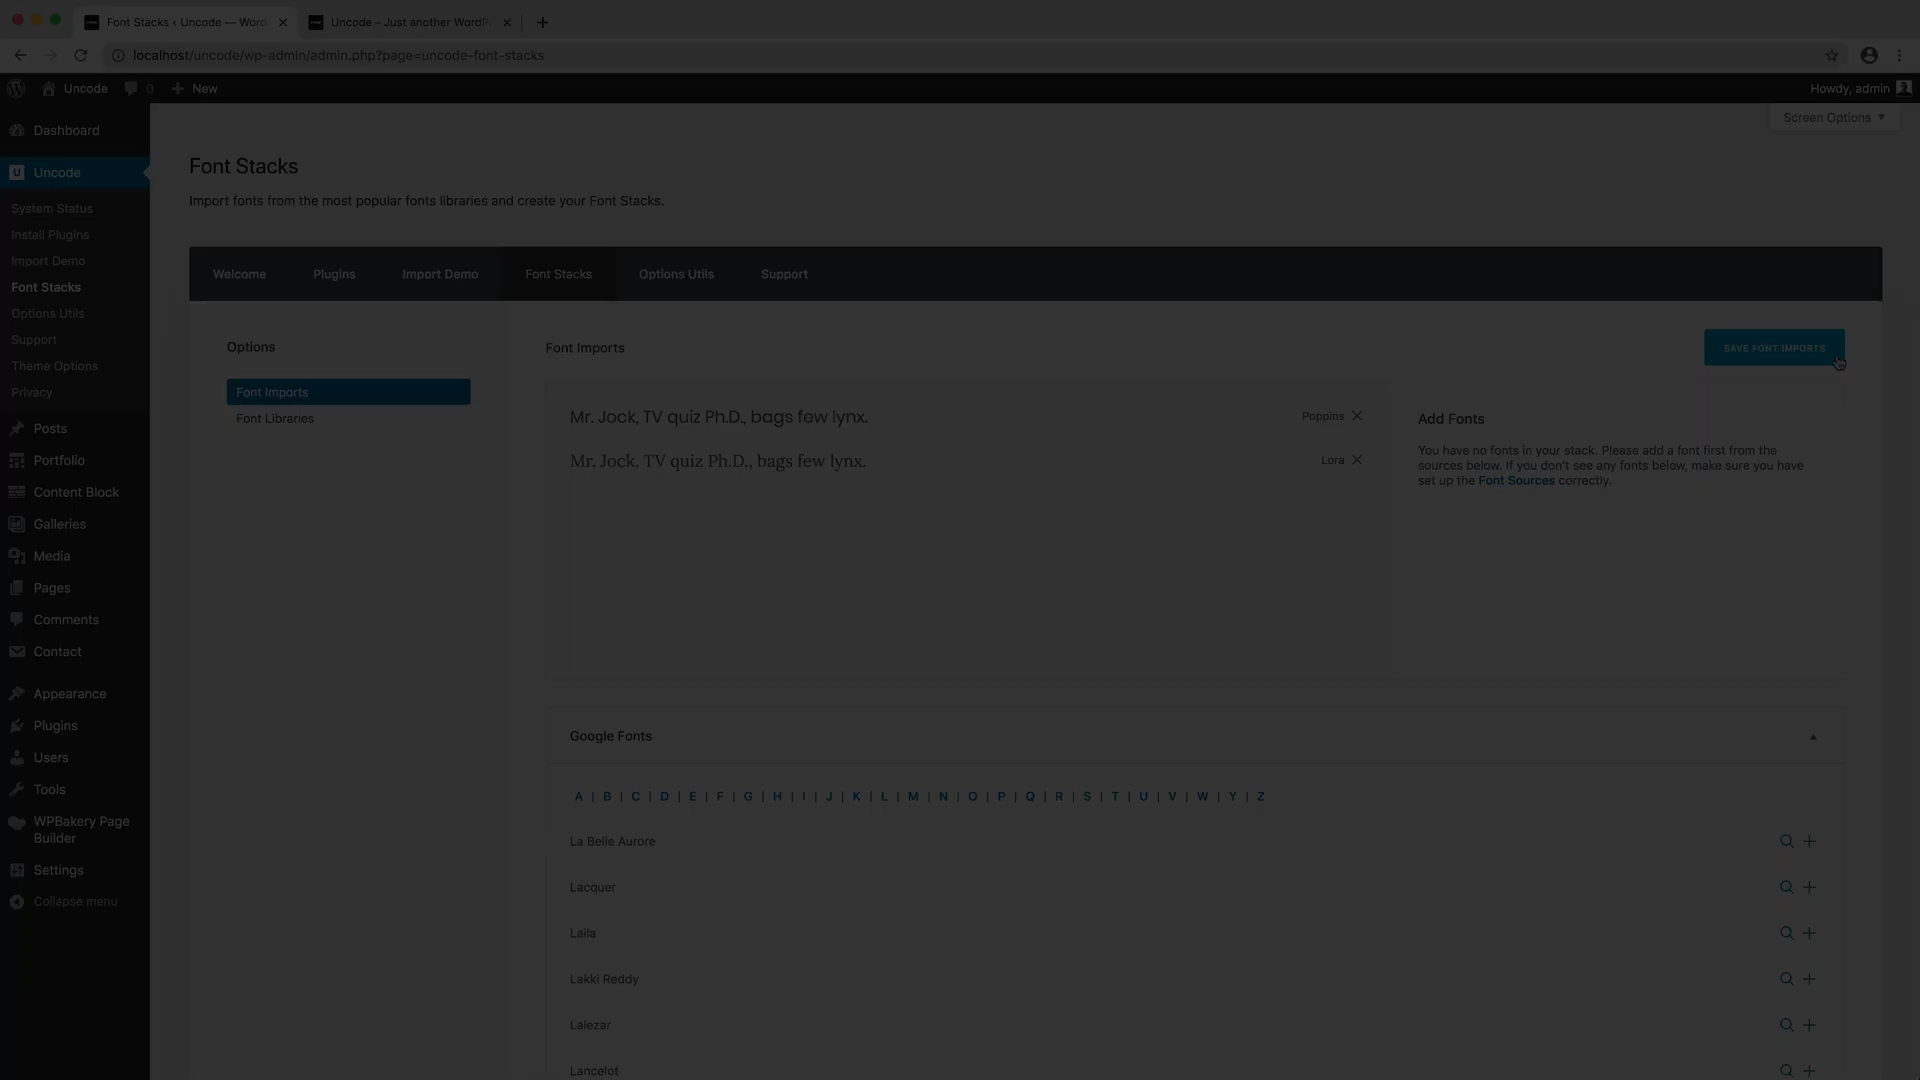 Font Stacks ‹ Uncode — Word
Uncode – Just another WordP
localhost/uncode/wp-admin/admin.php?page=uncode-font-stacks
Uncode
0
New
Howdy, admin
Screen Options
Dashboard
Uncode
System Status
Install Plugins
Import Demo
Font Stacks
Options Utils
Support
Theme Options
Privacy
Posts
Portfolio
Content Block
Galleries
Media
Pages
Comments
Contact
Appearance
Plugins
Users
Tools
WPBakery Page
Builder
Settings
Collapse menu
Font Stacks
Import fonts from the most popular fonts libraries and create your Font Stacks.
Welcome Plugins Import Demo Font Stacks Options Utils Support
Options
Font Imports
Font Libraries
Font Imports
SAVE FONT IMPORTS
Mr. Jock, TV quiz Ph.D., bags few lynx.
Poppins
Mr. Jock, TV quiz Ph.D., bags few lynx.
Lora
Add Fonts
You have no fonts in your stack. Please add a font first from the
sources below. If you don't see any fonts below, make sure you have
set up the Font Sources correctly.
Google Fonts
A | B | C | D | E | F | G | H | I | J | K | L | M | N | O | P | Q | R | S | T | U | V | W | Y | Z
La Belle Aurore
Lacquer
Laila
Lakki Reddy
Lalezar
Lancelot